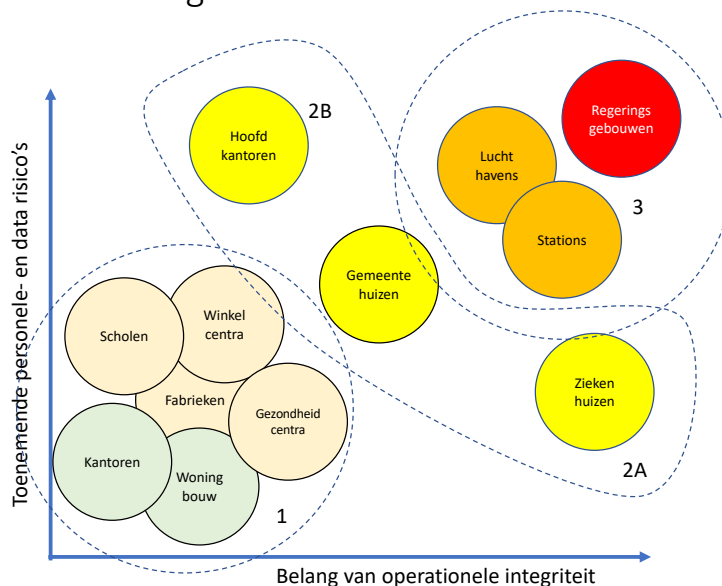 2B
Hoofd
kantoren
Regerings
gebouwen
Lucht
havens
3
Stations
Gemeente
huizen
Toenemende personele- en data risico's
Winkel
centra
Scholen
Fabrieken
Gezondheid
centra
Zieken
huizen
Kantoren
Woning
bouw
2A
1
Belang van operationele integriteit